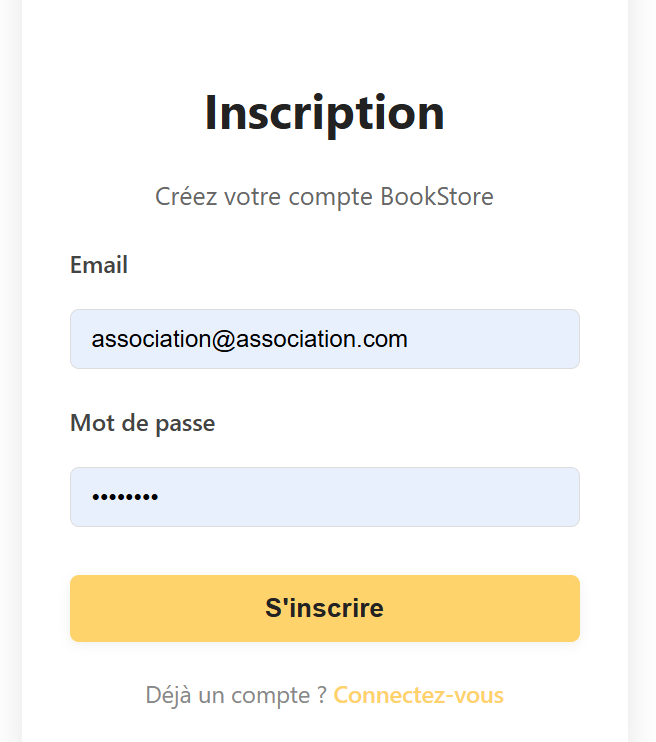 Inscription
Créez votre compte BookStore
Email
association@association.com
Mot de passe
••••••••
S'inscrire
Déjà un compte ? Connectez-vous